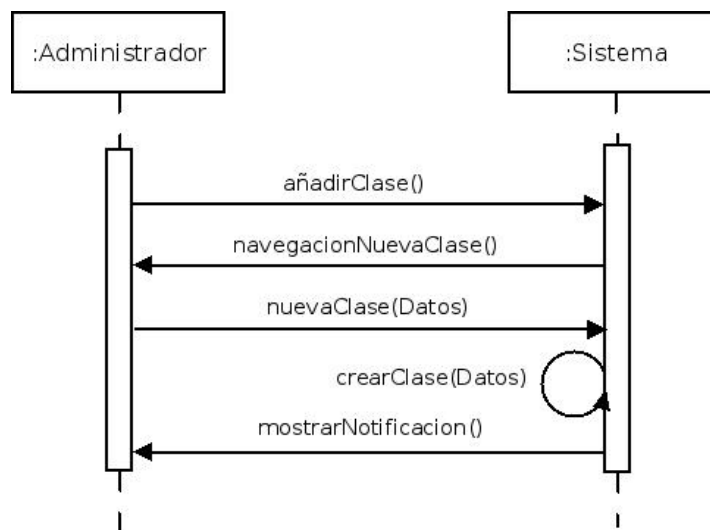 :Administrador
:Sistema
añadirClase()
navegacionNuevaClase()
nuevaClase(Datos)
crearClase(Datos)
mostrarNotificacion()